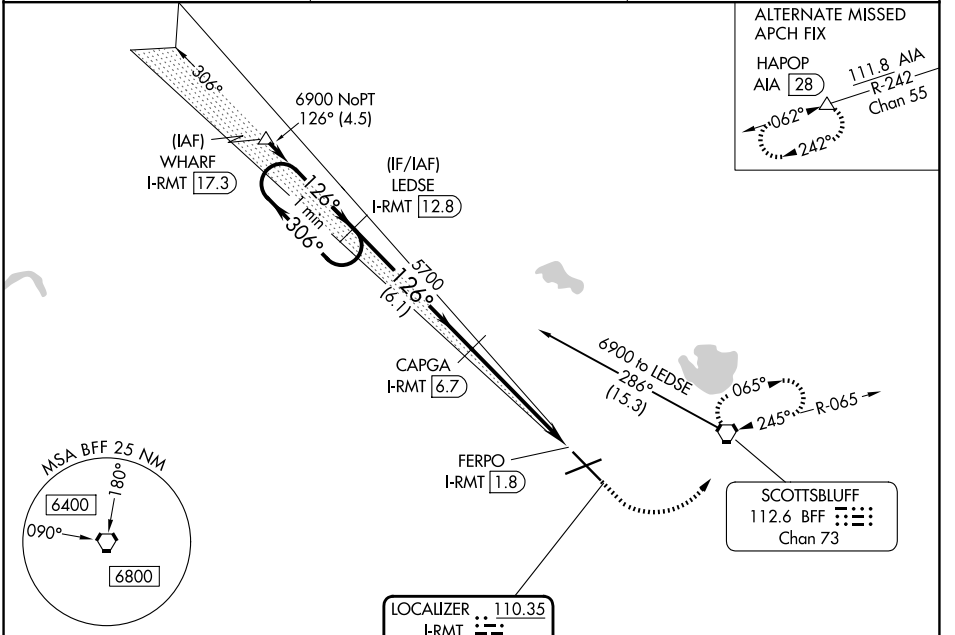 ALTERNATE MISSED
APCH FIX
HAPOP
AIA 28
111.8 AIA
R-242
Chan 55
062°
242°
306°
6900 NoPT
126° (4.5)
(IAF)
WHARF
I-RMT 17.3
(IF/IAF)
LEDSE
I-RMT 12.8
126°
1 min
306°
5700
126°
(6.1)
CAPGA
I-RMT 6.7
6900 to LEDSE
286°
(15.3)
065°
245°
R-065
FERPO
I-RMT 1.8
SCOTTSBLUFF
112.6 BFF
Chan 73
MSA BFF 25 NM
180°
6400
090°
6800
LOCALIZER 110.35
I-RMT